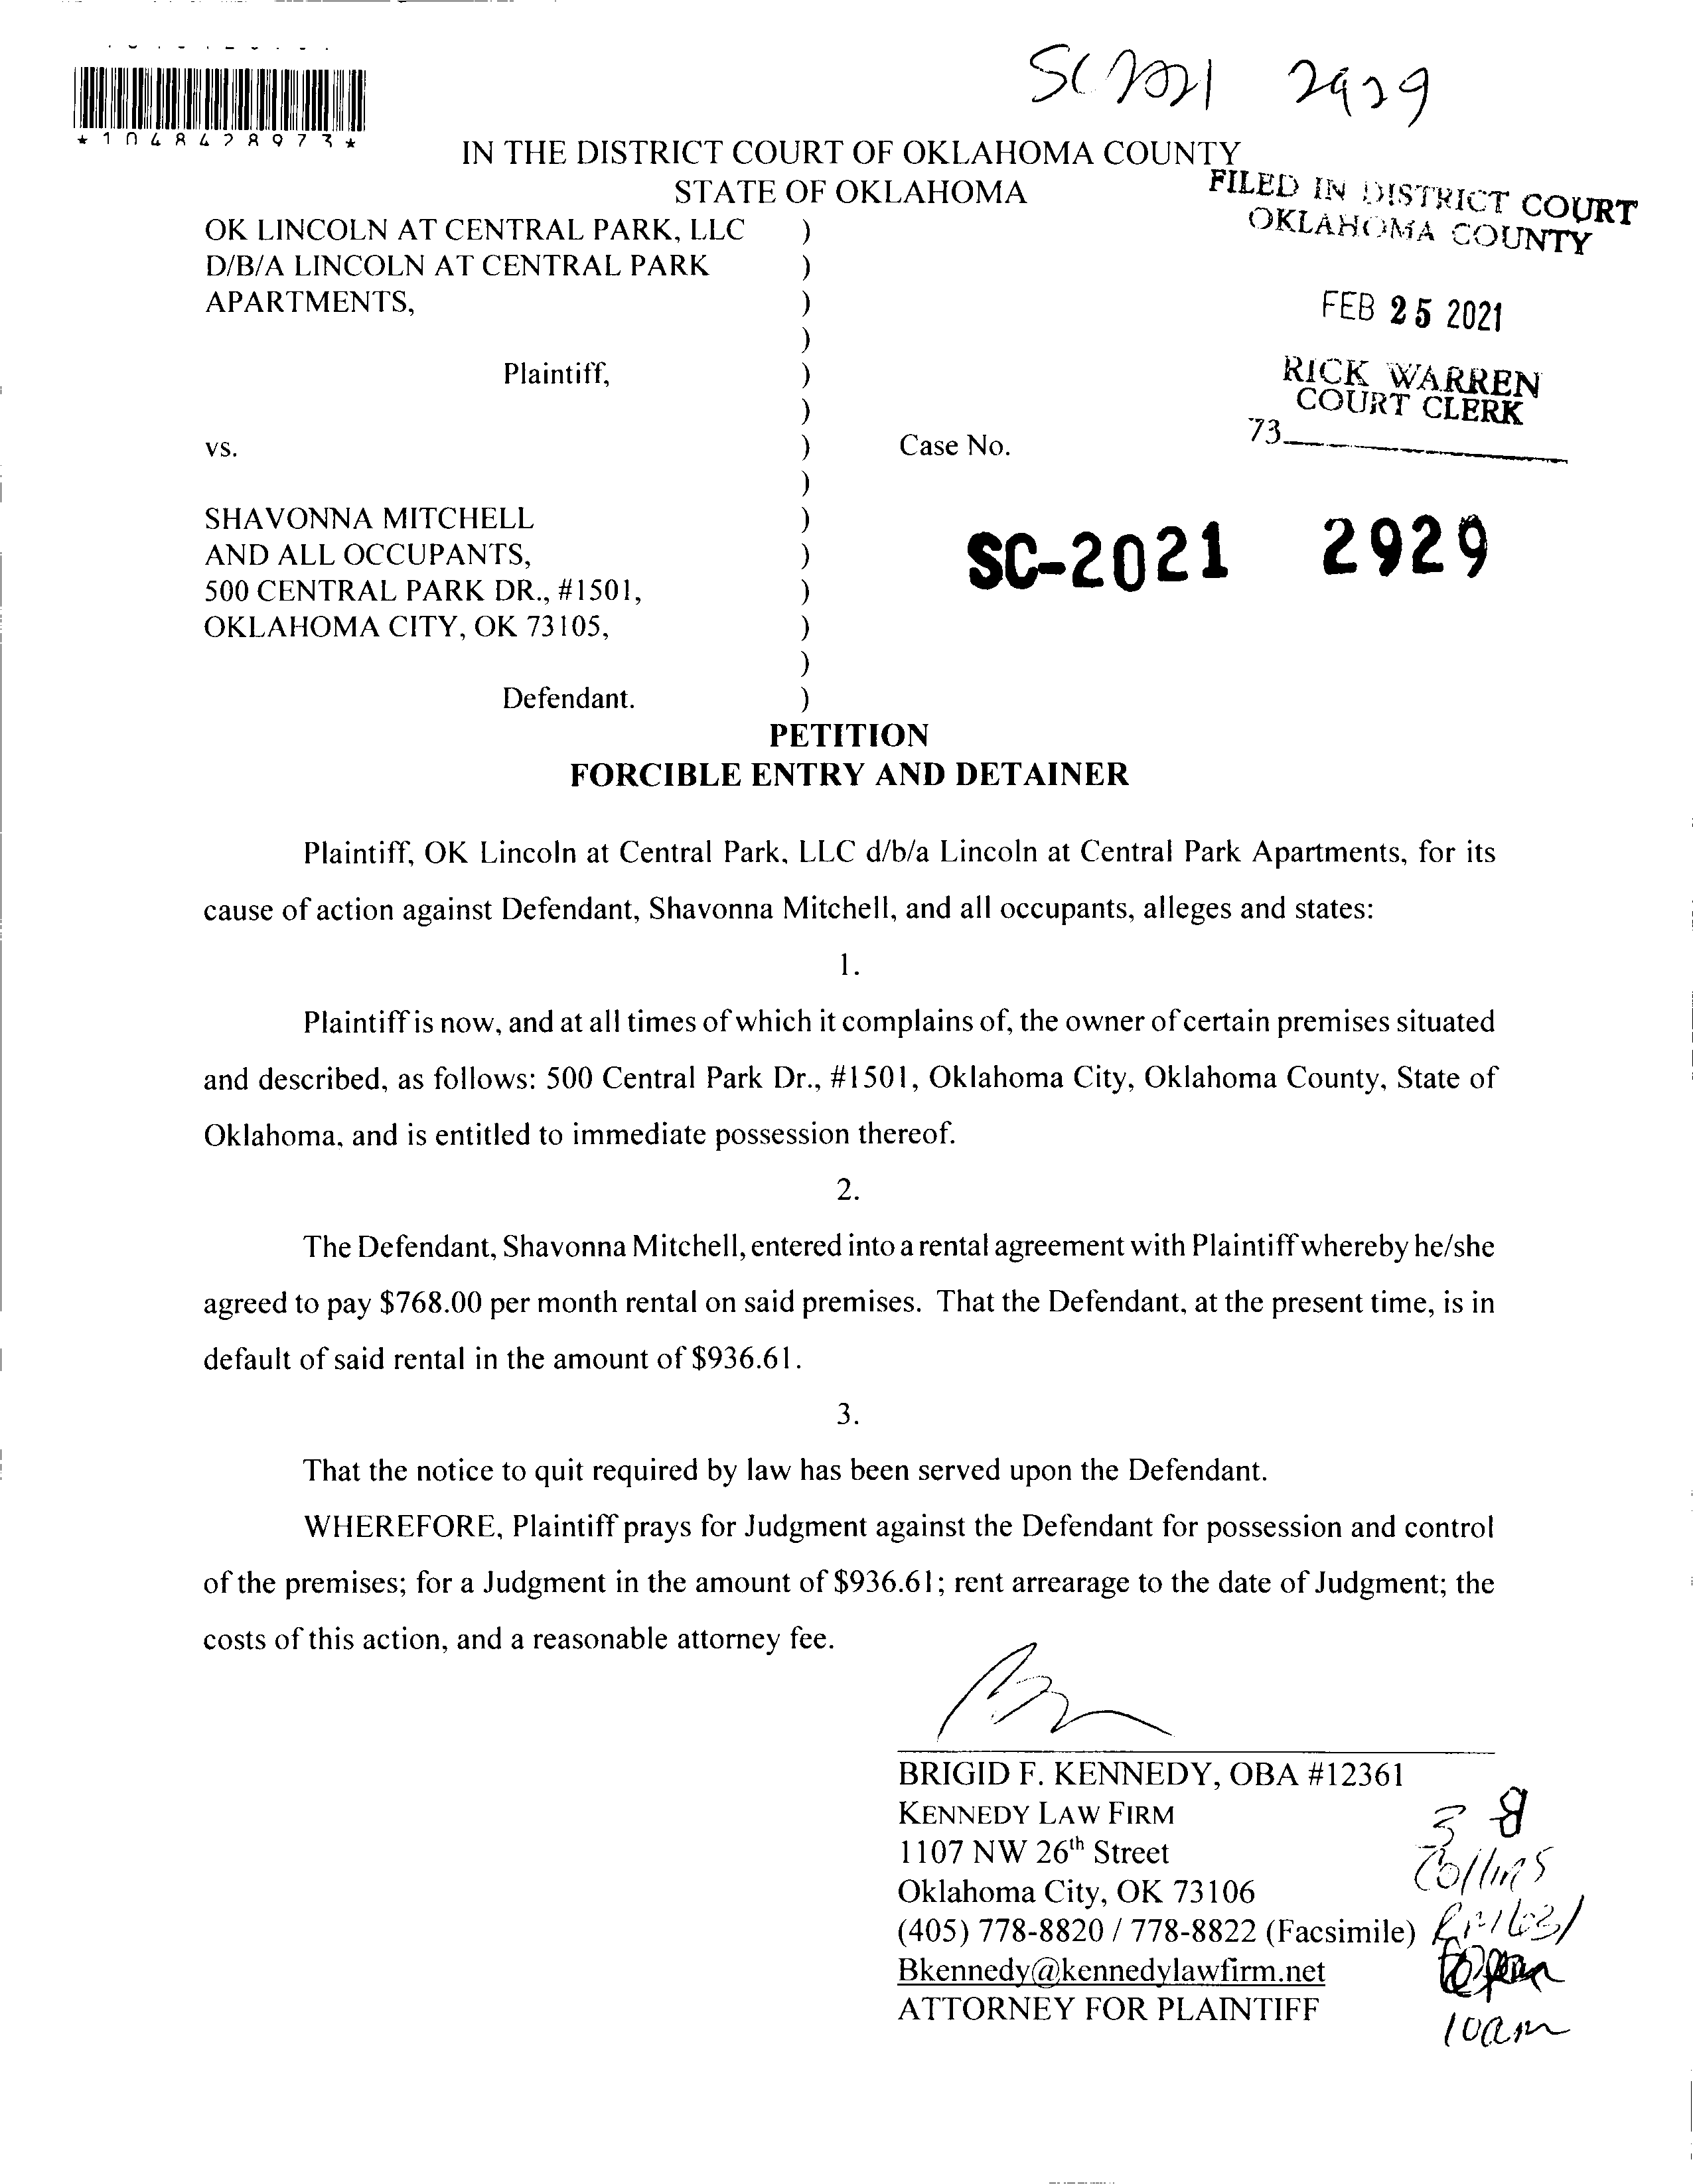 SC2021 2929
*1048428973*
IN THE DISTRICT COURT OF OKLAHOMA COUNTY
STATE OF OKLAHOMA
FILED IN DISTRICT COURT
OKLAHOMA COUNTY
FEB 25 2021
RICK WARREN
COURT CLERK
73
OK LINCOLN AT CENTRAL PARK, LLC )
D/B/A LINCOLN AT CENTRAL PARK )
APARTMENTS, )
)
Plaintiff, )
)
vs. ) Case No.
)
SHAVONNA MITCHELL )
AND ALL OCCUPANTS, ) SC-2021 2929
500 CENTRAL PARK DR., #1501, )
OKLAHOMA CITY, OK 73105, )
)
Defendant. )
PETITION
FORCIBLE ENTRY AND DETAINER
Plaintiff, OK Lincoln at Central Park, LLC d/b/a Lincoln at Central Park Apartments, for its
cause of action against Defendant, Shavonna Mitchell, and all occupants, alleges and states:
1.
Plaintiff is now, and at all times of which it complains of, the owner of certain premises situated
and described, as follows: 500 Central Park Dr., #1501, Oklahoma City, Oklahoma County, State of
Oklahoma, and is entitled to immediate possession thereof.
2.
The Defendant, Shavonna Mitchell, entered into a rental agreement with Plaintiff whereby he/she
agreed to pay $768.00 per month rental on said premises. That the Defendant, at the present time, is in
default of said rental in the amount of $936.61.
3.
That the notice to quit required by law has been served upon the Defendant.
WHEREFORE, Plaintiff prays for Judgment against the Defendant for possession and control
of the premises; for a Judgment in the amount of $936.61; rent arrearage to the date of Judgment; the
costs of this action, and a reasonable attorney fee.
BRIGID F. KENNEDY, OBA #12361
KENNEDY LAW FIRM
1107 NW 26th Street
Oklahoma City, OK 73106
(405) 778-8820 / 778-8822 (Facsimile)
Bkennedy@kennedylawfirm.net
ATTORNEY FOR PLAINTIFF
3 8
Collins
10am